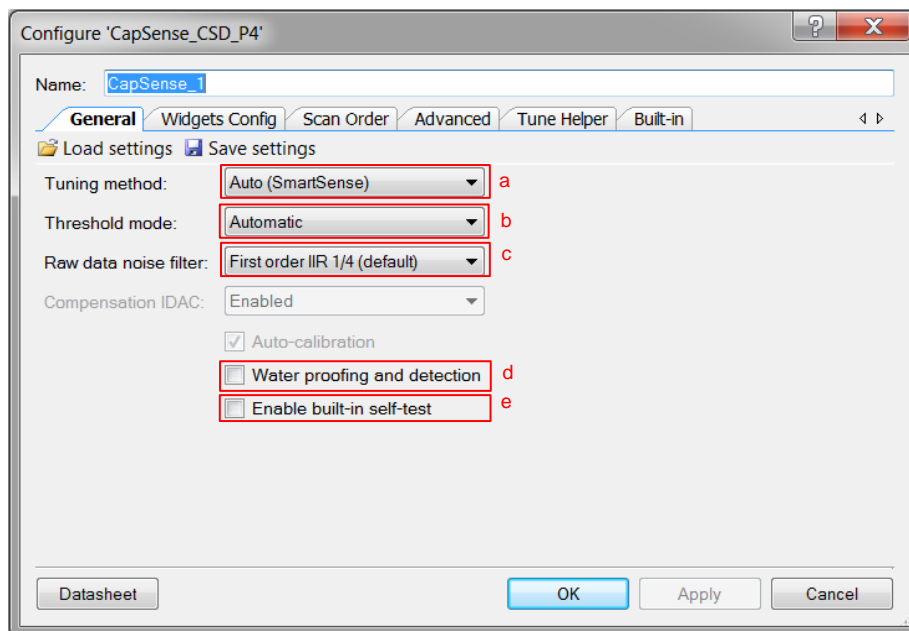 Configure 'CapSense_CSD_P4'
Name: CapSense_1
General Widgets Config Scan Order Advanced Tune Helper Built-in
Load settings Save settings
Tuning method: Auto (SmartSense) a
Threshold mode: Automatic b
Raw data noise filter: First order IIR 1/4 (default) c
Compensation IDAC: Enabled
Auto-calibration
Water proofing and detection d
Enable built-in self-test e
Datasheet OK Apply Cancel